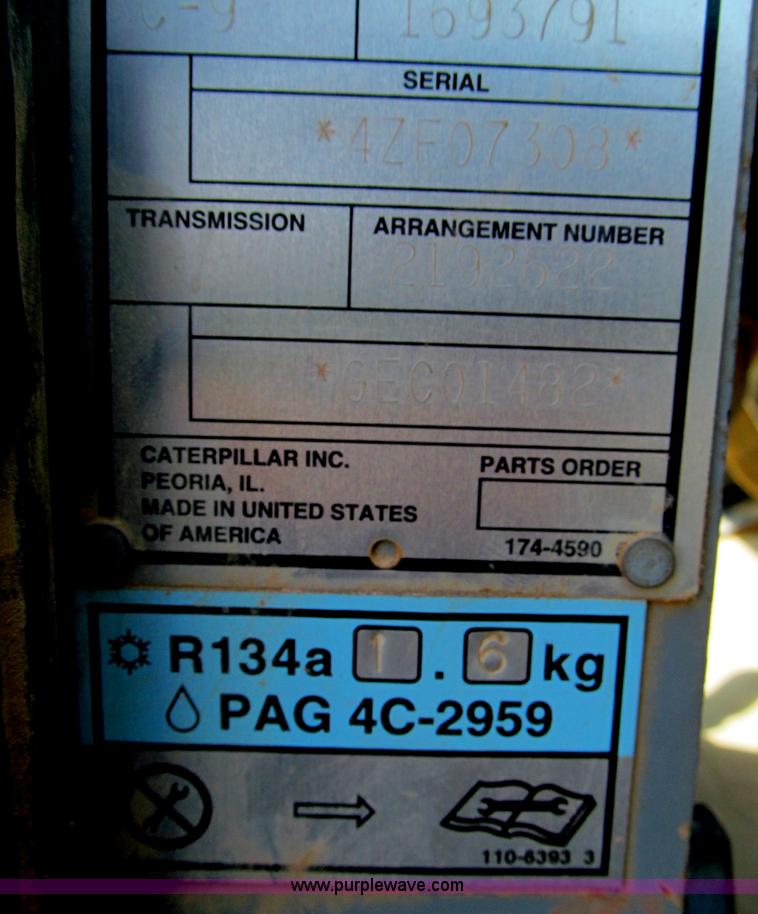 C-9 1693791
SERIAL
*4ZF07308*
TRANSMISSION ARRANGEMENT NUMBER
2192622
*GEC01482*
CATERPILLAR INC.
PEORIA, IL.
MADE IN UNITED STATES
OF AMERICA
PARTS ORDER
174-4590
R134a 1.6 kg
PAG 4C-2959
110-6393 3
www.purplewave.com